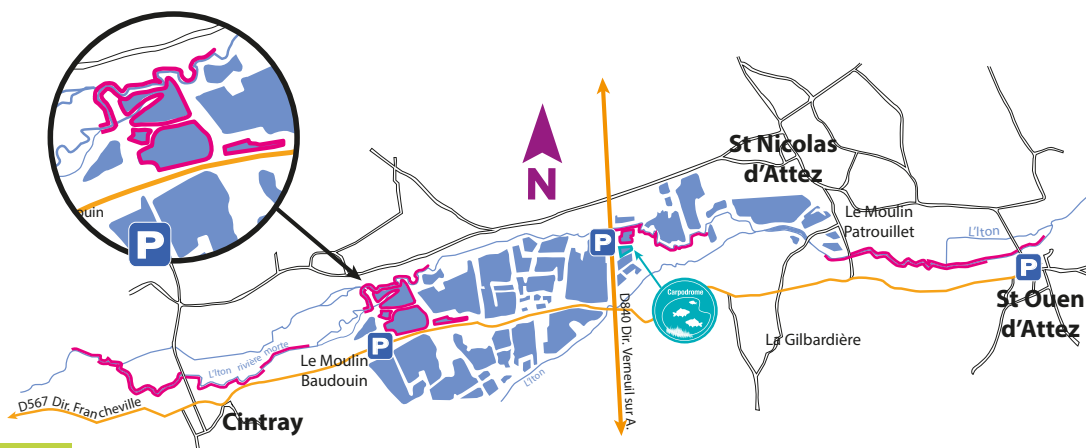 ouin
P
N
St Nicolas
d'Attez
Le Moulin
Patrouillet
L'Iton
P
P
St Ouen
d'Attez
Carpodrome
D840 Dir. Verneuil sur A.
La Gilbardière
P
Le Moulin
Baudouin
L'Iton rivière morte
L'Iton
D567 Dir. Francheville
Cintray